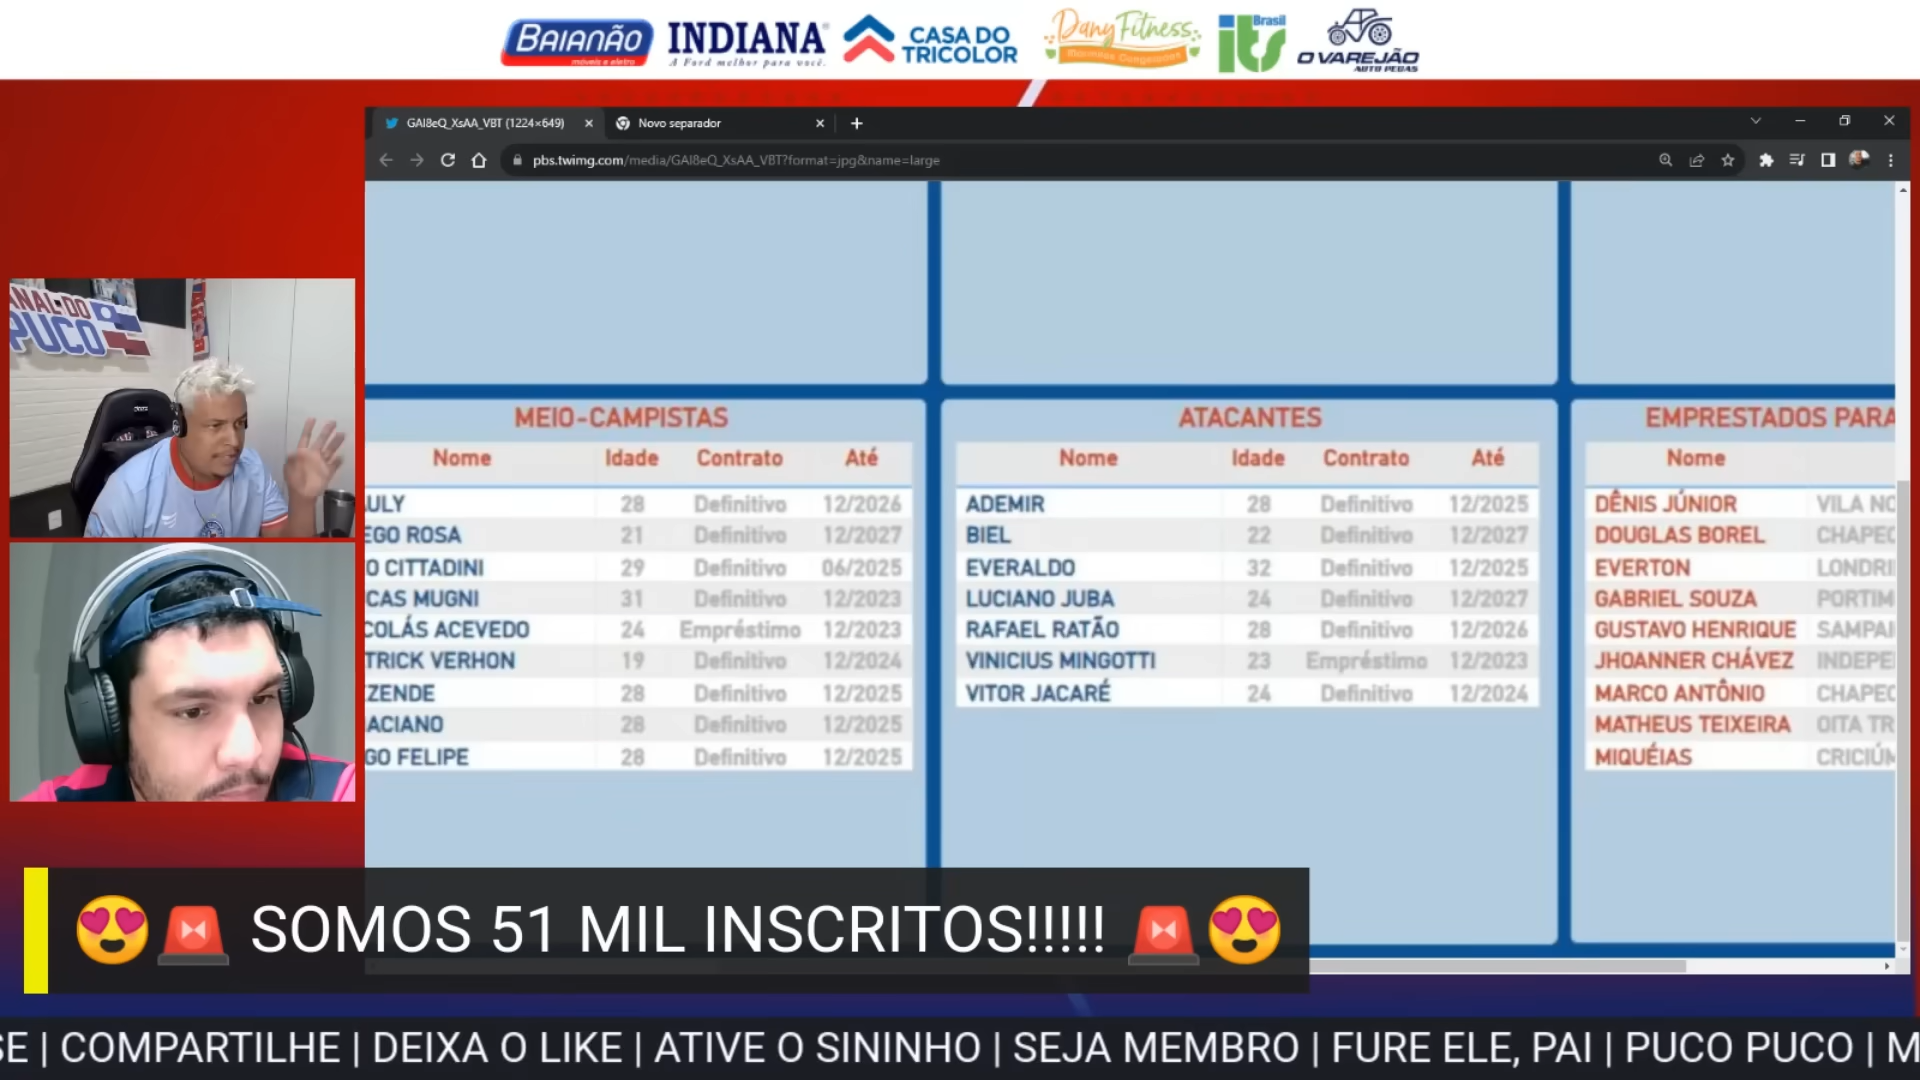 BAIANÃO
móveis e eletro
INDIANA
A Ford melhor para você.
CASA DO
TRICOLOR
Dany Fitness
Marmitas Congeladas
its
Brasil
O VAREJÃO
AUTO PEÇAS
GAI8eQ_XsAA_VBT (1224×649)
Novo separador
pbs.twimg.com/media/GAI8eQ_XsAA_VBT?format=jpg&name=large
NAL DO
PUCO
MEIO-CAMPISTAS
Nome Idade Contrato Até
ULY 28 Definitivo 12/2026
EGO ROSA 21 Definitivo 12/2027
O CITTADINI 29 Definitivo 06/2025
CAS MUGNI 31 Definitivo 12/2023
COLÁS ACEVEDO 24 Empréstimo 12/2023
TRICK VERHON 19 Definitivo 12/2024
ZENDE 28 Definitivo 12/2025
ACIANO 28 Definitivo 12/2025
GO FELIPE 28 Definitivo 12/2025
ATACANTES
Nome Idade Contrato Até
ADEMIR 28 Definitivo 12/2025
BIEL 22 Definitivo 12/2027
EVERALDO 32 Definitivo 12/2025
LUCIANO JUBA 24 Definitivo 12/2027
RAFAEL RATÃO 28 Definitivo 12/2026
VINICIUS MINGOTTI 23 Empréstimo 12/2023
VITOR JACARÉ 24 Definitivo 12/2024
EMPRESTADOS PARA
Nome
DÊNIS JÚNIOR VILA NO
DOUGLAS BOREL CHAPEC
EVERTON LONDRI
GABRIEL SOUZA PORTIM
GUSTAVO HENRIQUE SAMPAI
JHOANNER CHÁVEZ INDEPE
MARCO ANTÔNIO CHAPEC
MATHEUS TEIXEIRA OITA TR
MIQUÉIAS CRICIÚM
😍🚨 SOMOS 51 MIL INSCRITOS!!!!! 🚨😍
SE | COMPARTILHE | DEIXA O LIKE | ATIVE O SININHO | SEJA MEMBRO | FURE ELE, PAI | PUCO PUCO | M